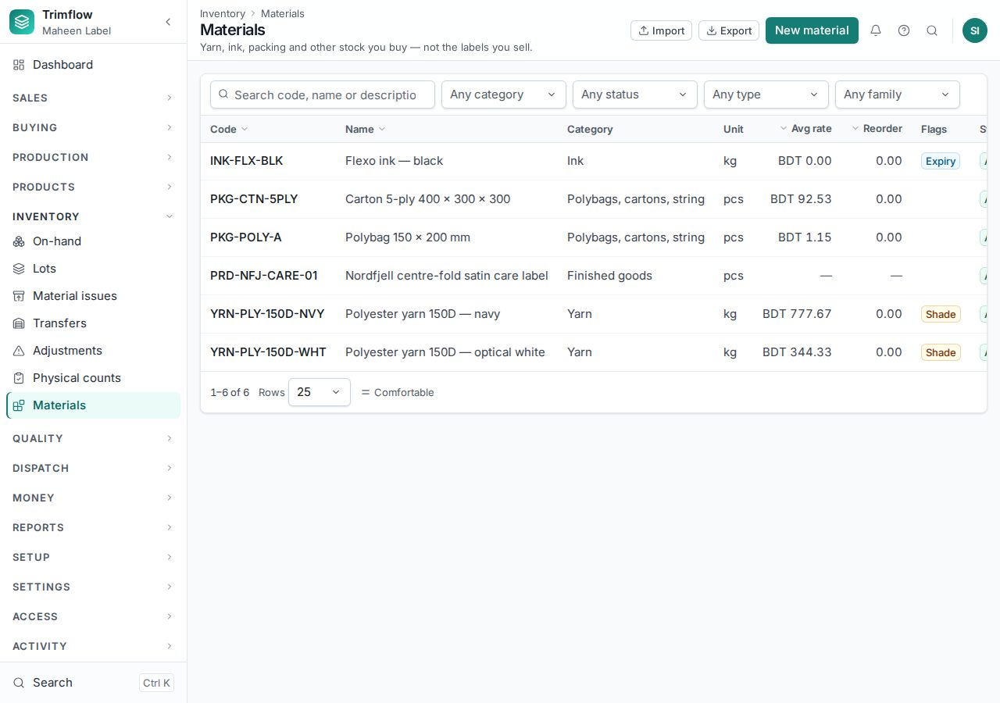 Trimflow
Maheen Label
Dashboard
SALES
BUYING
PRODUCTION
PRODUCTS
INVENTORY
On-hand
Lots
Material issues
Transfers
Adjustments
Physical counts
Materials
QUALITY
DISPATCH
MONEY
REPORTS
SETUP
SETTINGS
ACCESS
ACTIVITY
Search Ctrl K
Inventory > Materials
Materials
Yarn, ink, packing and other stock you buy — not the labels you sell.
Import Export New material SI
Search code, name or descriptio Any category Any status Any type Any family
Code Name Category Unit Avg rate Reorder Flags
INK-FLX-BLK Flexo ink — black Ink kg BDT 0.00 0.00 Expiry
PKG-CTN-5PLY Carton 5-ply 400 × 300 × 300 Polybags, cartons, string pcs BDT 92.53 0.00
PKG-POLY-A Polybag 150 × 200 mm Polybags, cartons, string pcs BDT 1.15 0.00
PRD-NFJ-CARE-01 Nordfjell centre-fold satin care label Finished goods pcs — —
YRN-PLY-150D-NVY Polyester yarn 150D — navy Yarn kg BDT 777.67 0.00 Shade
YRN-PLY-150D-WHT Polyester yarn 150D — optical white Yarn kg BDT 344.33 0.00 Shade
1–6 of 6 Rows 25 Comfortable